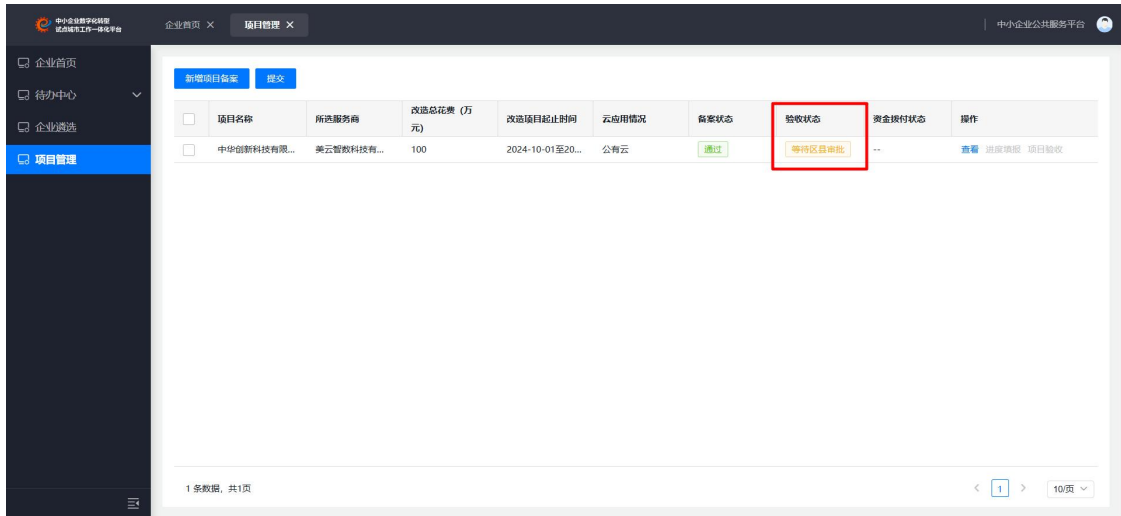 中小企业数字化转型
试点城市工作一体化平台
企业首页
项目管理
中小企业公共服务平台
企业首页
待办中心
企业遴选
项目管理
新增项目备案 提交
项目名称 所选服务商 改造总花费 (万元) 改造项目起止时间 云应用情况 备案状态 验收状态 资金拨付状态 操作
中华创新科技有限... 美云智数科技有... 100 2024-10-01至20... 公有云 通过 等待区县审批 -- 查看 进度填报 项目验收
1 条数据, 共1页
1
10/页